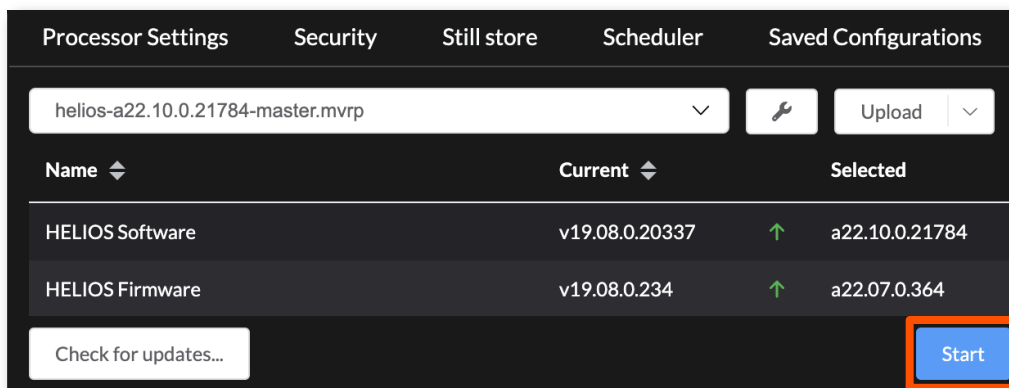 Processor Settings Security Still store Scheduler Saved Configurations
helios-a22.10.0.21784-master.mvrp Upload
Name Current Selected
HELIOS Software v19.08.0.20337 a22.10.0.21784
HELIOS Firmware v19.08.0.234 a22.07.0.364
Check for updates... Start